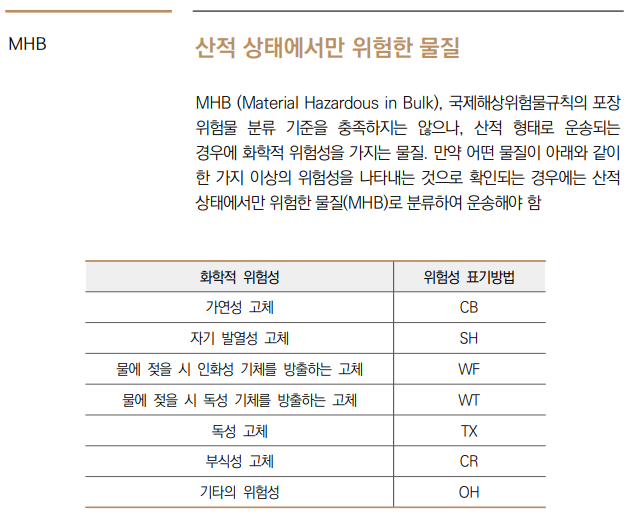 MHB
산적 상태에서만 위험한 물질
MHB (Material Hazardous in Bulk), 국제해상위험물규칙의 포장
위험물 분류 기준을 충족하지는 않으나, 산적 형태로 운송되는
경우에 화학적 위험성을 가지는 물질. 만약 어떤 물질이 아래와 같이
한 가지 이상의 위험성을 나타내는 것으로 확인되는 경우에는 산적
상태에서만 위험한 물질(MHB)로 분류하여 운송해야 함
화학적 위험성 위험성 표기방법
가연성 고체 CB
자기 발열성 고체 SH
물에 젖을 시 인화성 기체를 방출하는 고체 WF
물에 젖을 시 독성 기체를 방출하는 고체 WT
독성 고체 TX
부식성 고체 CR
기타의 위험성 OH